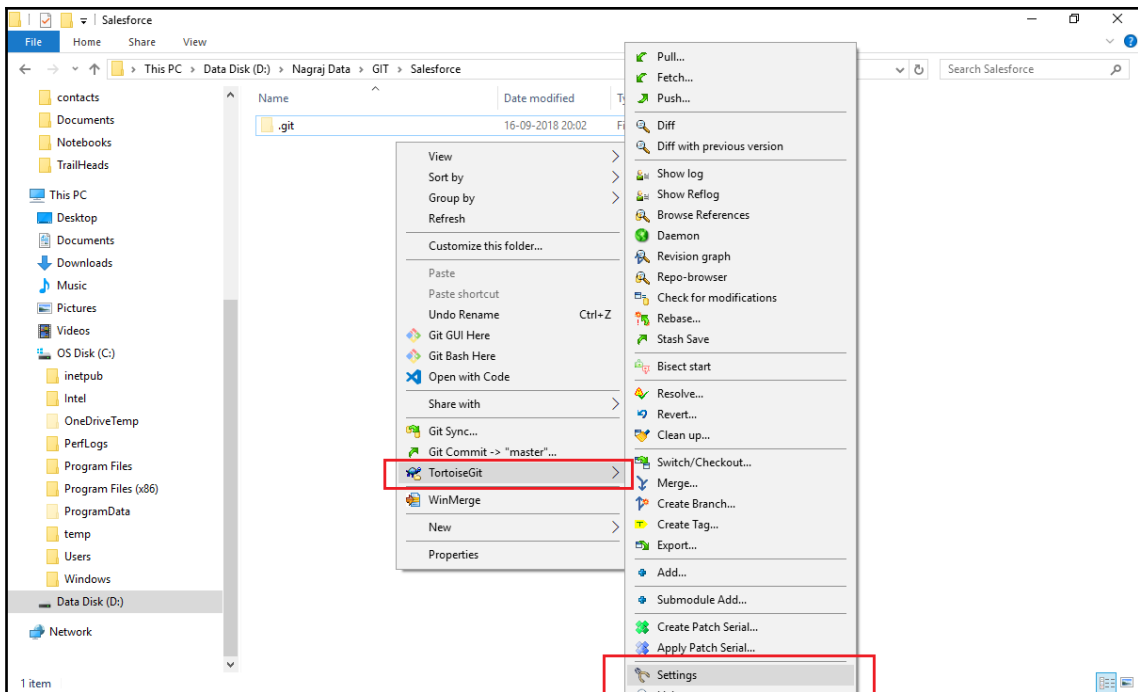 Salesforce
File Home Share View
This PC > Data Disk (D:) > Nagraj Data > GIT > Salesforce
Search Salesforce
contacts
Documents
Notebooks
TrailHeads
This PC
Desktop
Documents
Downloads
Music
Pictures
Videos
OS Disk (C:)
inetpub
Intel
OneDriveTemp
PerfLogs
Program Files
Program Files (x86)
ProgramData
temp
Users
Windows
Data Disk (D:)
Network
1 item
Name Date modified
.git 16-09-2018 20:02
View
Sort by
Group by
Refresh
Customize this folder...
Paste
Paste shortcut
Undo Rename Ctrl+Z
Git GUI Here
Git Bash Here
Open with Code
Share with
Git Sync...
Git Commit -> "master"...
TortoiseGit
WinMerge
New
Properties
Pull...
Fetch...
Push...
Diff
Diff with previous version
Show log
Show Reflog
Browse References
Daemon
Revision graph
Repo-browser
Check for modifications
Rebase...
Stash Save
Bisect start
Resolve...
Revert...
Clean up...
Switch/Checkout...
Merge...
Create Branch...
Create Tag...
Export...
Add...
Submodule Add...
Create Patch Serial...
Apply Patch Serial...
Settings